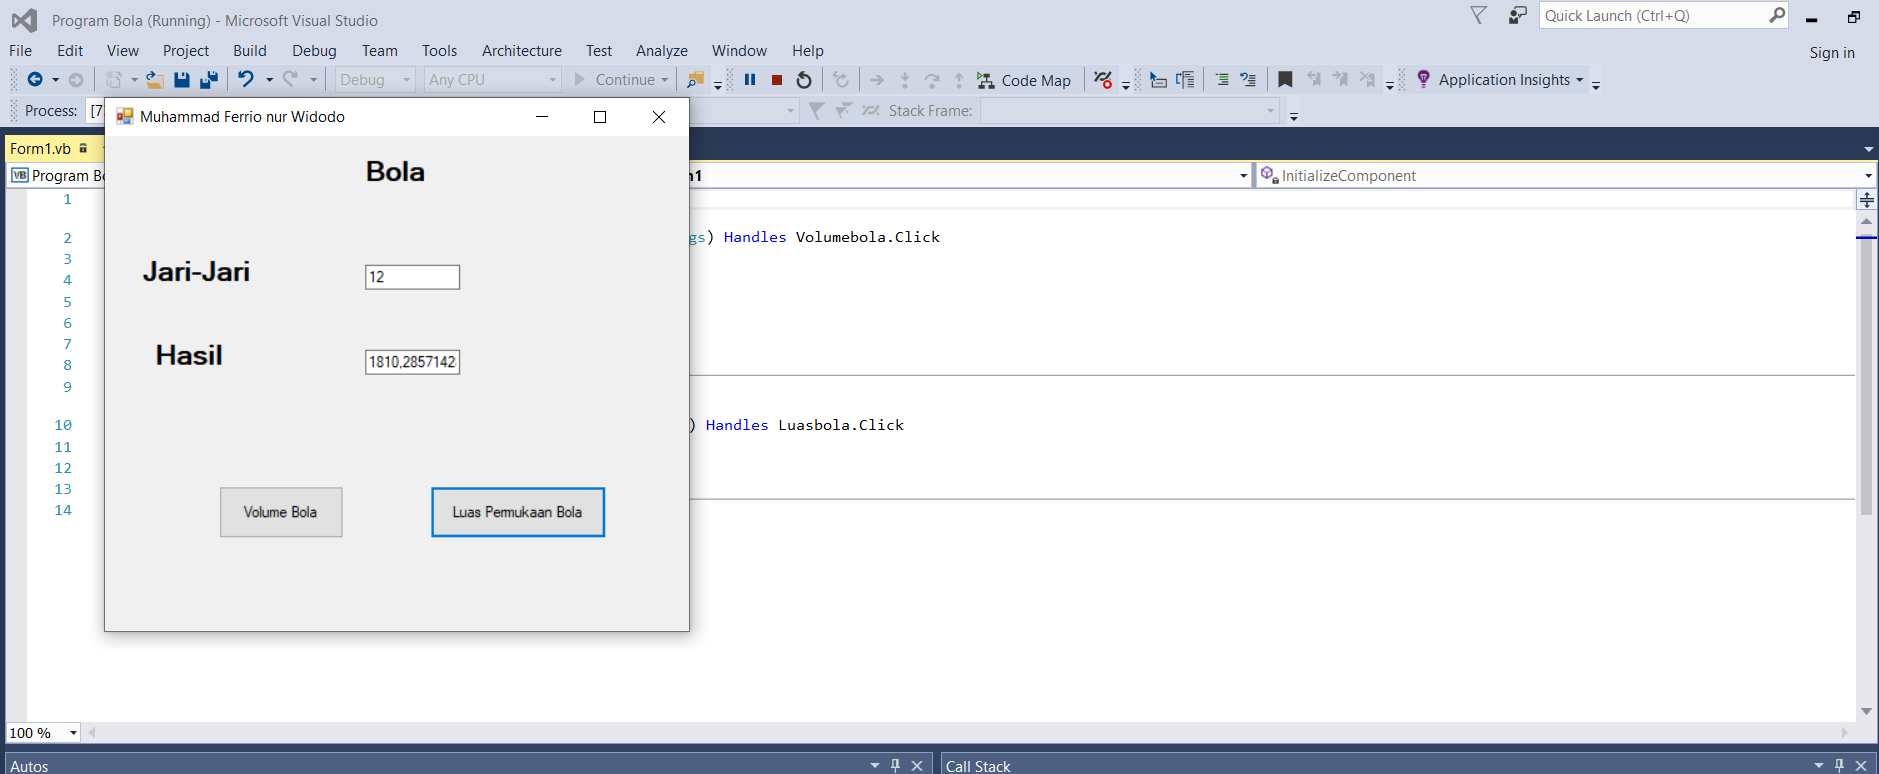 Program Bola (Running) - Microsoft Visual Studio
Quick Launch (Ctrl+Q)
File Edit View Project Build Debug Team Tools Architecture Test Analyze Window Help
Sign in
Debug Any CPU Continue Code Map Application Insights
Process: [7 Stack Frame:
Muhammad Ferrio nur Widodo
Form1.vb
VB Program B InitializeComponent
Bola
1
2 gs) Handles Volumebola.Click
3
4
5
6
7
8
9
10 ) Handles Luasbola.Click
11
12
13
14
Jari-Jari 12
Hasil 1810,2857142
Volume Bola Luas Permukaan Bola
100 %
Autos Call Stack